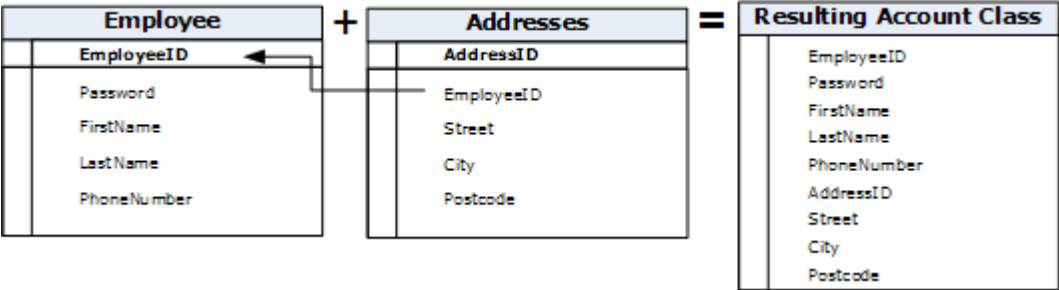 Employee
EmployeeID
Password
FirstName
LastName
PhoneNumber
+
Addresses
AddressID
EmployeeID
Street
City
Postcode
=
Resulting Account Class
EmployeeID
Password
FirstName
LastName
PhoneNumber
AddressID
Street
City
Postcode